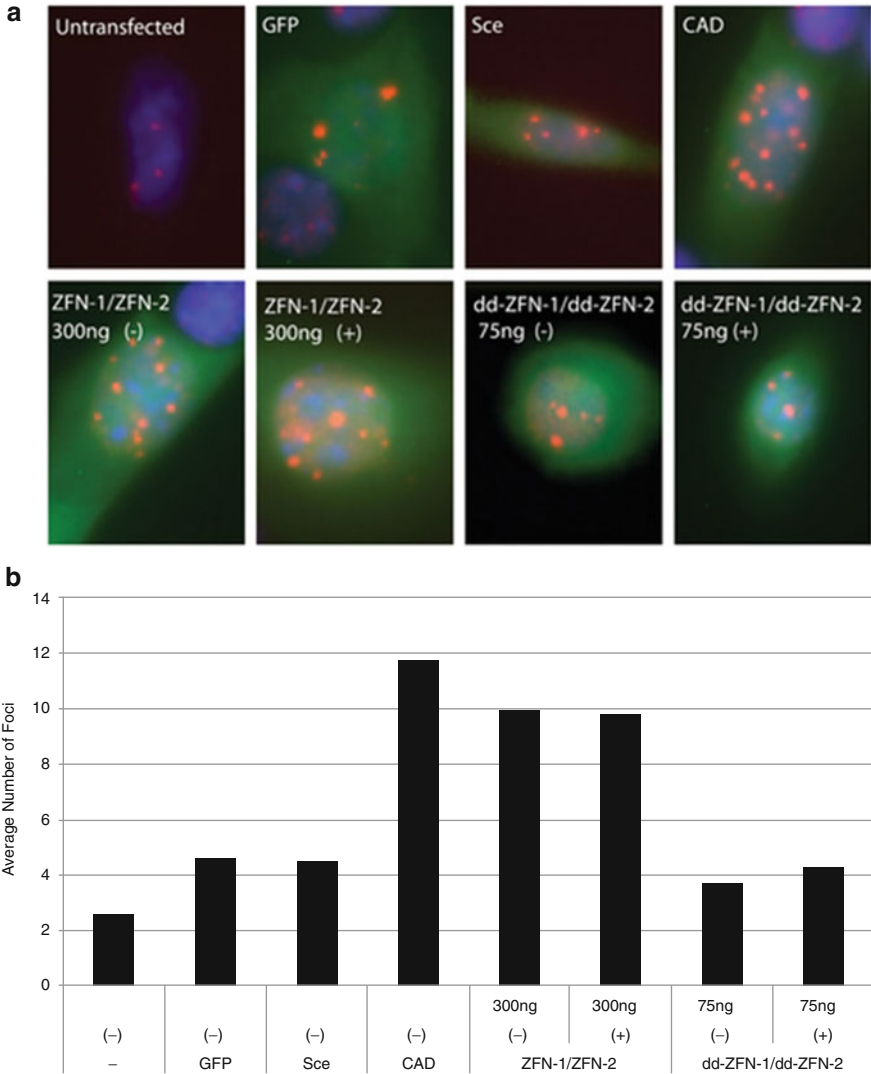 a
Untransfected
GFP
Sce
CAD
ZFN-1/ZFN-2
300ng (-)
ZFN-1/ZFN-2
300ng (+)
dd-ZFN-1/dd-ZFN-2
75ng (-)
dd-ZFN-1/dd-ZFN-2
75ng (+)
b
Average Number of Foci
14
12
10
8
6
4
2
0
300ng 300ng 75ng 75ng
(–) (–) (–) (–) (–) (+) (–) (+)
– GFP Sce CAD ZFN-1/ZFN-2 dd-ZFN-1/dd-ZFN-2